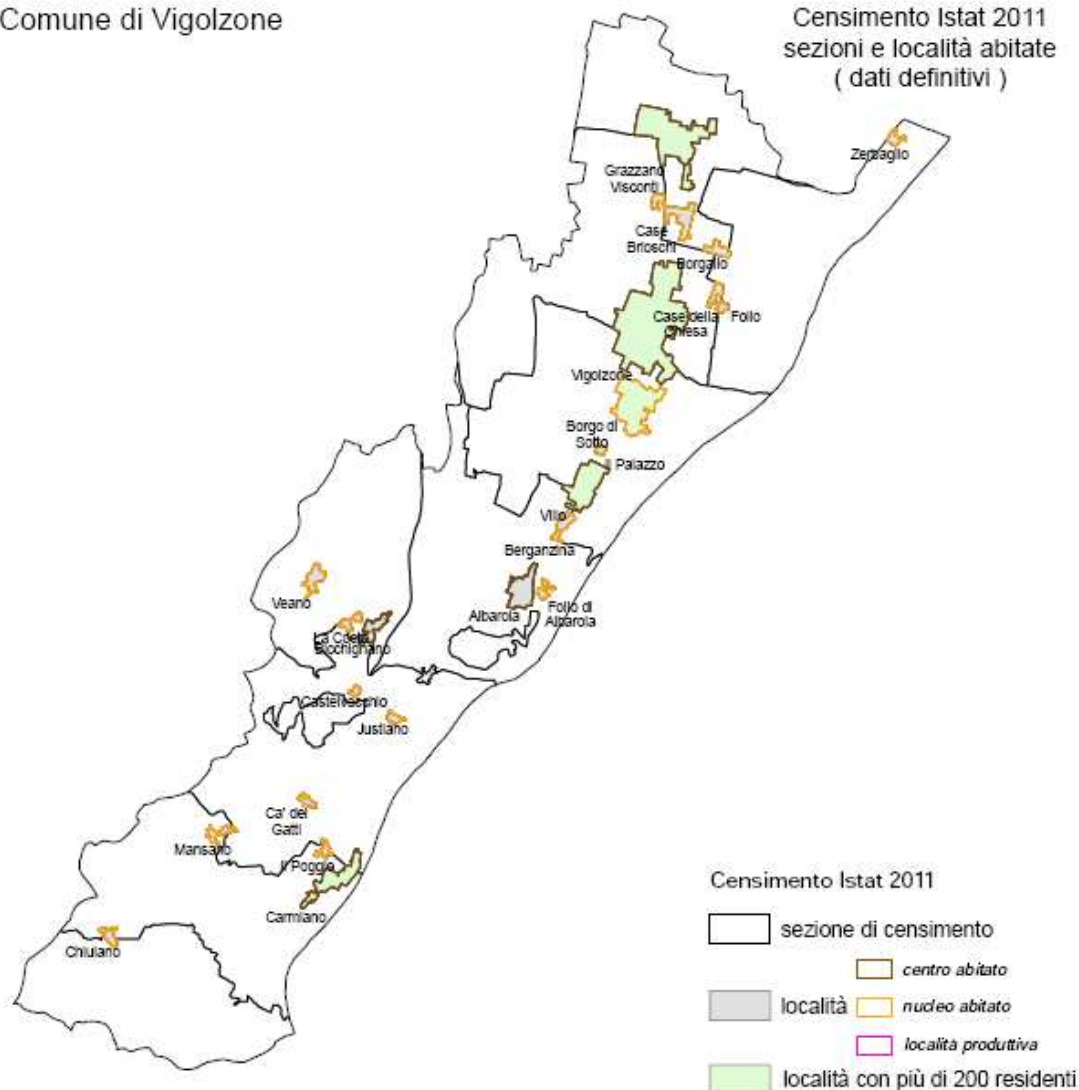 Comune di Vigolzone
Censimento Istat 2011
sezioni e località abitate
( dati definitivi )
Zerbaglio
Grazzano
Visconti
Case
Brioschi
Borgallo
Case della
Chiesa
Follo
Vigolzone
Borgo di
Sotto
Il Palazzo
Villò
Berganzina
Albarola
Follo di
Albarola
Veano
La Costa
Bicchignano
Castelvecchio
Justiano
Ca' dei
Gatti
Mansano
Il Poggio
Carmiano
Chiulano
Censimento Istat 2011
sezione di censimento
centro abitato
località
nucleo abitato
località produttiva
località con più di 200 residenti